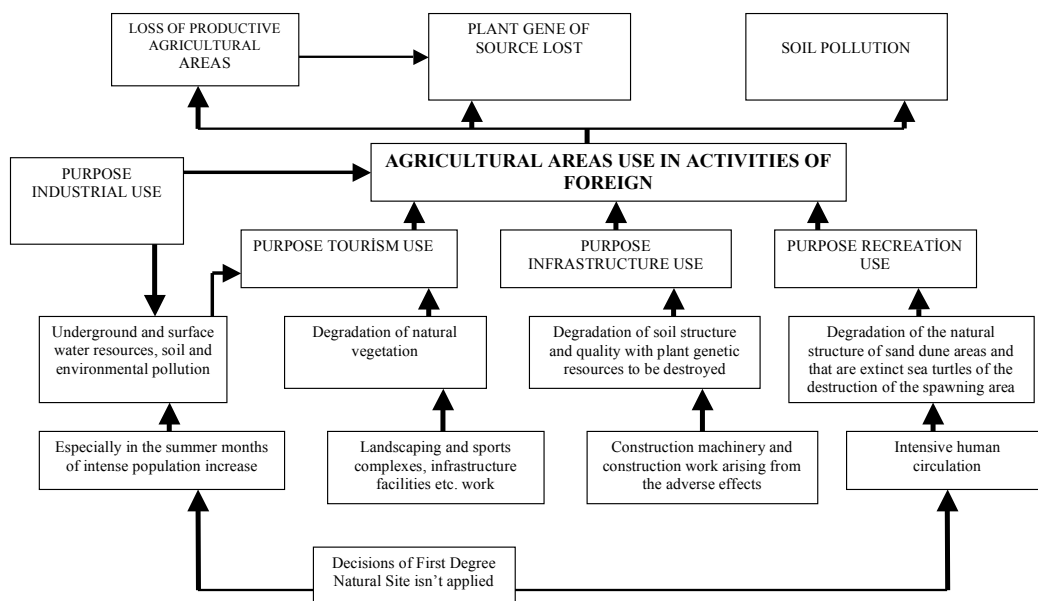 LOSS OF PRODUCTIVE
AGRICULTURAL
AREAS
PLANT GENE OF
SOURCE LOST
SOIL POLLUTION
AGRICULTURAL AREAS USE IN ACTIVITIES OF
FOREIGN
PURPOSE
INDUSTRIAL USE
PURPOSE TOURİSM USE
PURPOSE
INFRASTRUCTURE USE
PURPOSE RECREATİON
USE
Underground and surface
water resources, soil and
environmental pollution
Degradation of natural
vegetation
Degradation of soil structure
and quality with plant genetic
resources to be destroyed
Degradation of the natural
structure of sand dune areas and
that are extinct sea turtles of the
destruction of the spawning area
Especially in the summer months
of intense population increase
Landscaping and sports
complexes, infrastructure
facilities etc. work
Construction machinery and
construction work arising from
the adverse effects
Intensive human
circulation
Decisions of First Degree
Natural Site isn’t applied